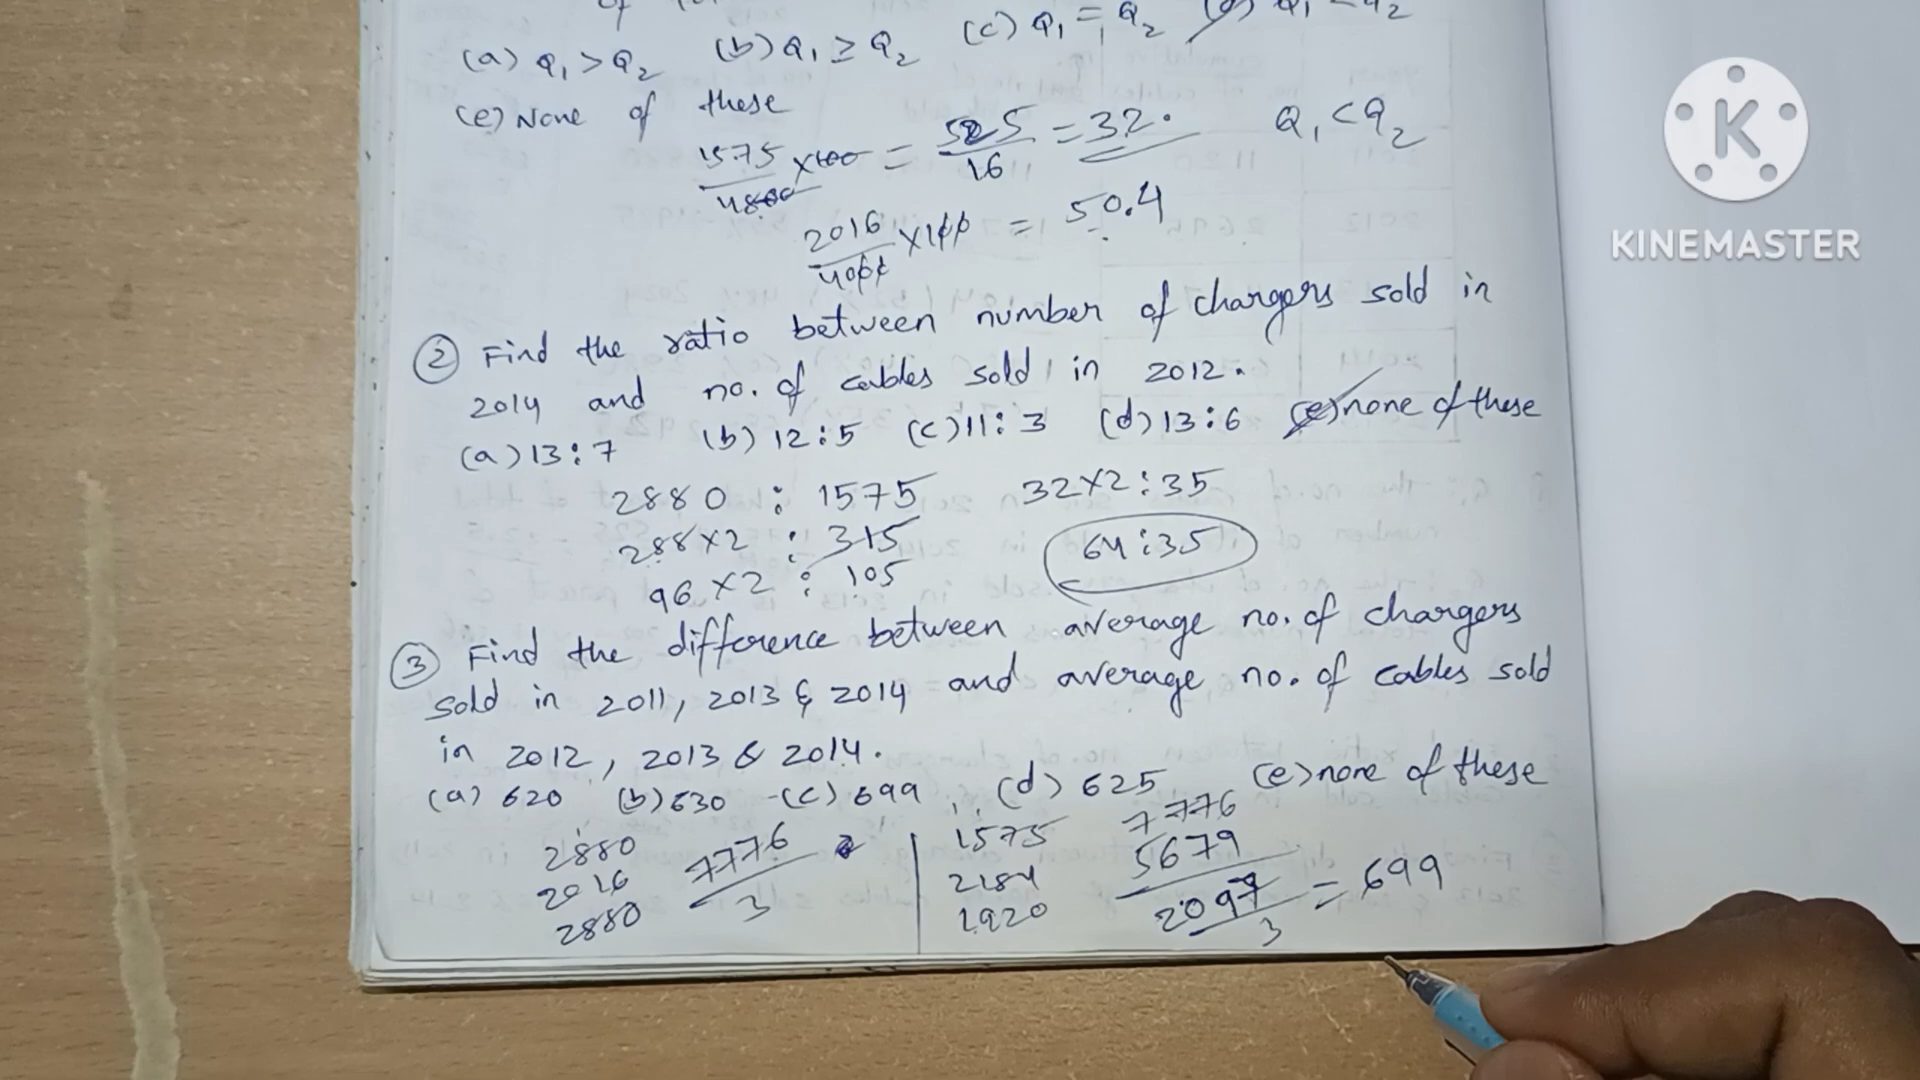 (a) Q₁ > Q₂ (b) Q₁ ≥ Q₂ (c) Q₁ = Q₂
(e) None of these
1575/4800 × 100 = 525/16 = 32. Q₁ < Q₂
2016/4000 × 100 = 50.4
② Find the ratio between number of chargers sold in
2014 and no. of cables sold in 2012.
(a) 13:7 (b) 12:5 (c) 11:3 (d) 13:6 (e) none of these
2880 : 1575 32×2 : 35
288×2 : 315 64:35
96×2 : 105
③ Find the difference between average no. of chargers
sold in 2011, 2013 & 2014 and average no. of cables sold
in 2012, 2013 & 2014.
(a) 620 (b) 630 (c) 699 (d) 625 (e) none of these
2880 7776/3 1575 7776
2016 2184 5679
2880 1920 2097/3 = 699
K
KINEMASTER